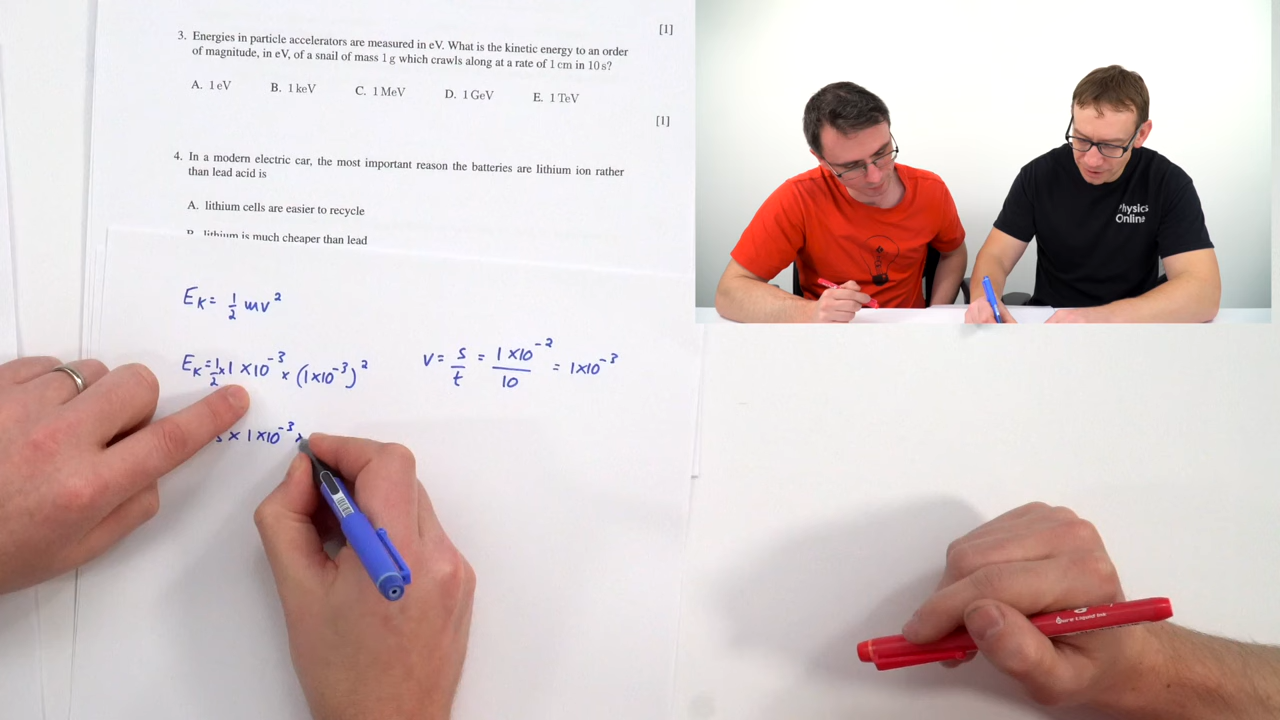 [1]
3. Energies in particle accelerators are measured in eV. What is the kinetic energy to an order
of magnitude, in eV, of a snail of mass 1 g which crawls along at a rate of 1 cm in 10 s?
A. 1 eV B. 1 keV C. 1 MeV D. 1 GeV E. 1 TeV
[1]
4. In a modern electric car, the most important reason the batteries are lithium ion rather
than lead acid is
A. lithium cells are easier to recycle
B. lithium is much cheaper than lead
E_K = 1/2 mv²
E_K = 1/2 × 1 × 10⁻³ × (1×10⁻³)²
v = s/t = 1×10⁻²/10 = 1×10⁻³
× 1 × 10⁻³ ×
Physics
Online